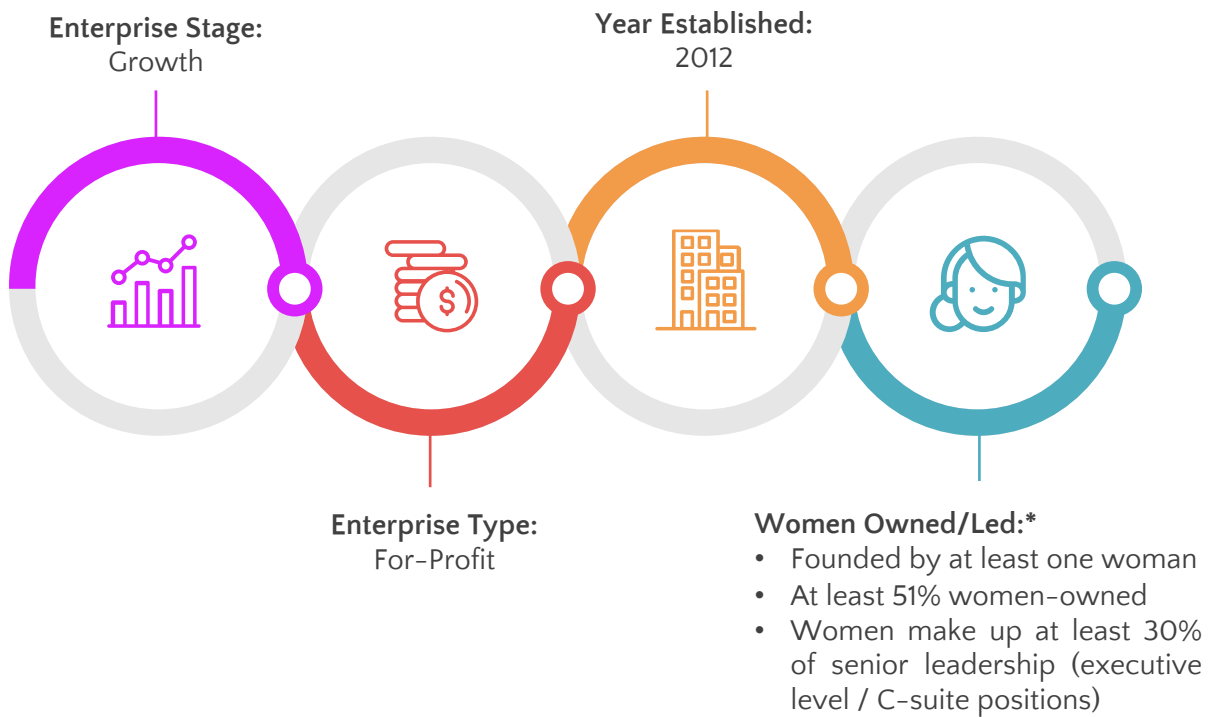 Enterprise Stage:
Growth
Year Established:
2012
$
Enterprise Type:
For-Profit
Women Owned/Led:*
• Founded by at least one woman
• At least 51% women-owned
• Women make up at least 30%
of senior leadership (executive
level / C-suite positions)